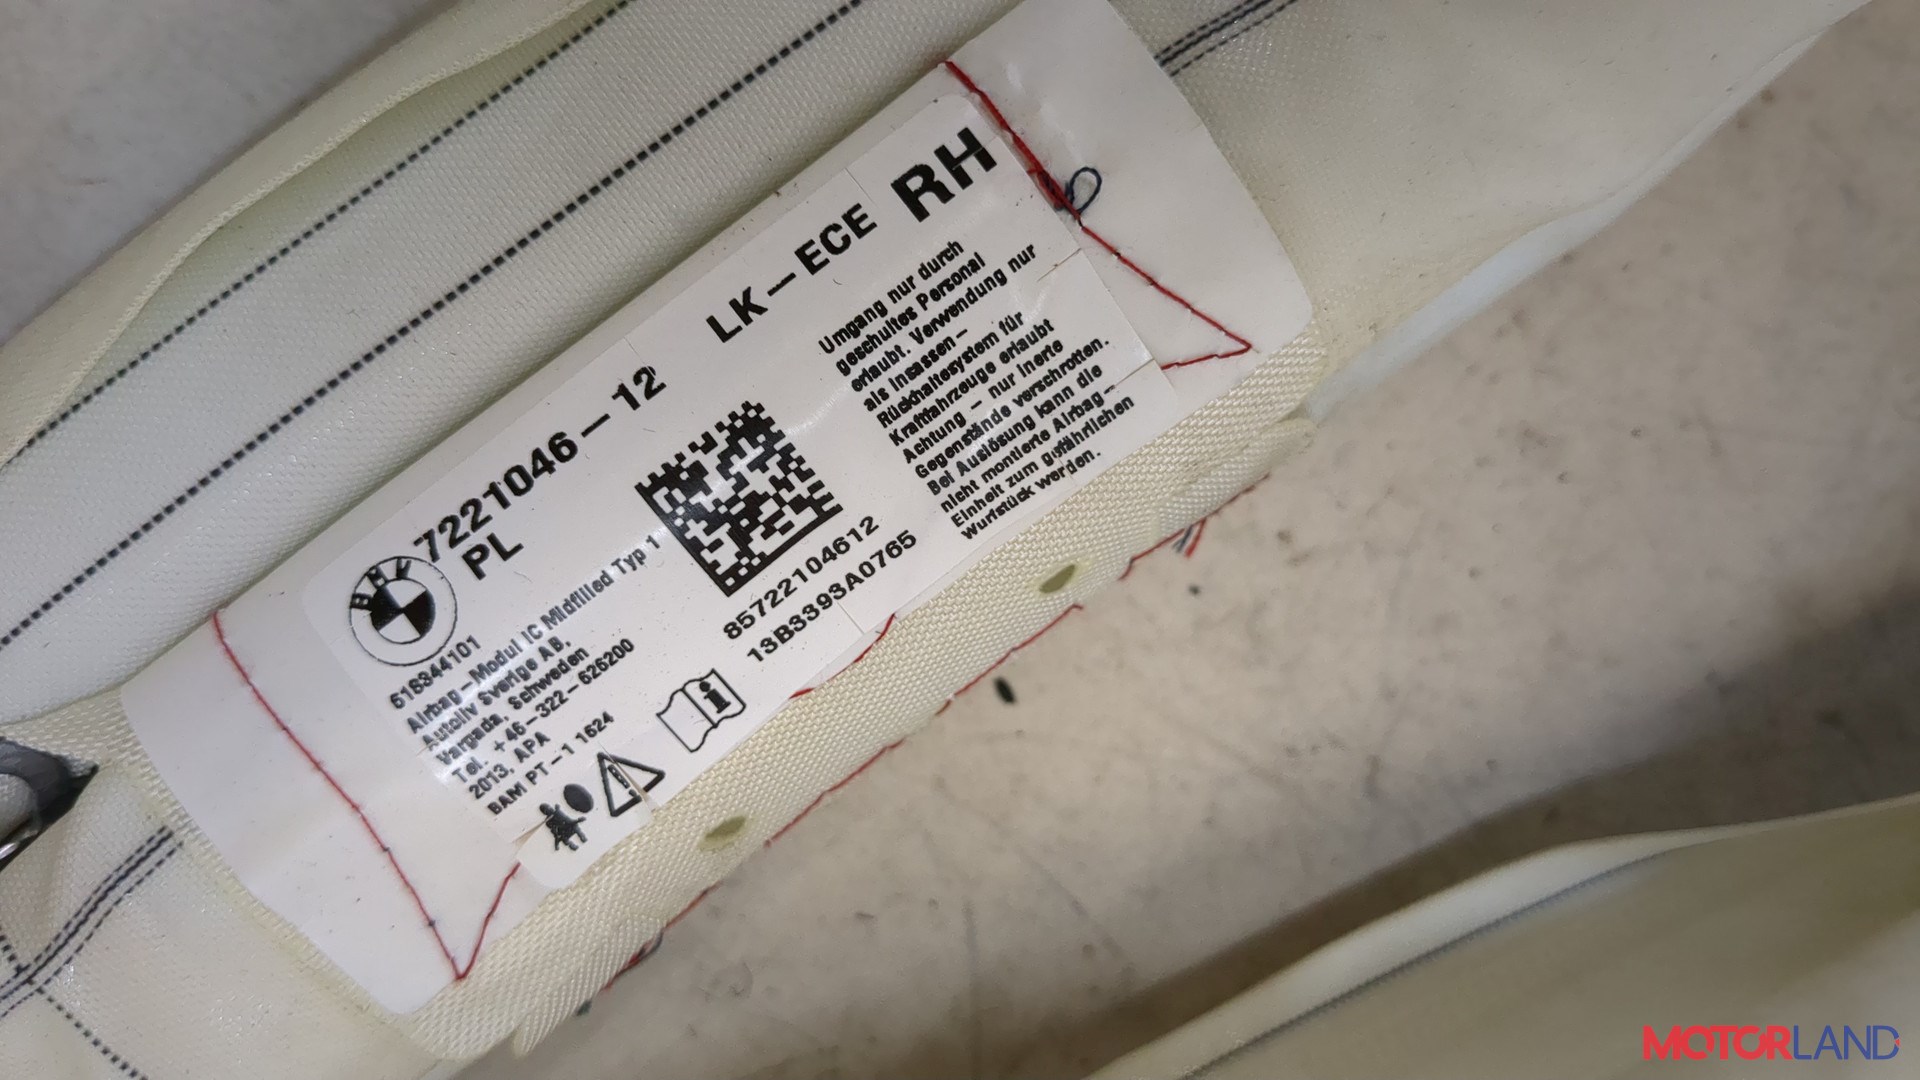 7221046-12 LK-ECE RH
PL
BMW
616344101
Airbag-Modul IC Midfilled Typ 1
Autoliv Sverige AB,
Vargada, Schweden
Tel. +46-322-626200
2013, APA
BAM PT-1 1624
85722104612
13B3393A0765
Umgang nur durch
geschultes Personal
erlaubt. Verwendung nur
als Insassen-
Rückhaltesystem für
Kraftfahrzeuge erlaubt
Achtung - nur inerte
Gegenstände verschrotten.
Bei Auslösung kann die
nicht montierte Airbag-
Einheit zum gefährlichen
Wurfstück werden.
MOTORLAND